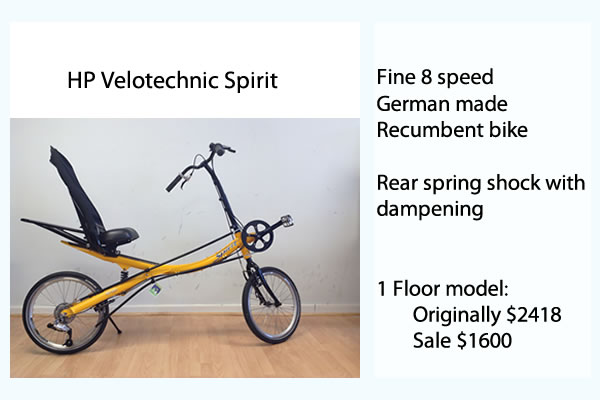 HP Velotechnic Spirit
Fine 8 speed
German made
Recumbent bike
Rear spring shock with
dampening
1 Floor model:
Originally $2418
Sale $1600